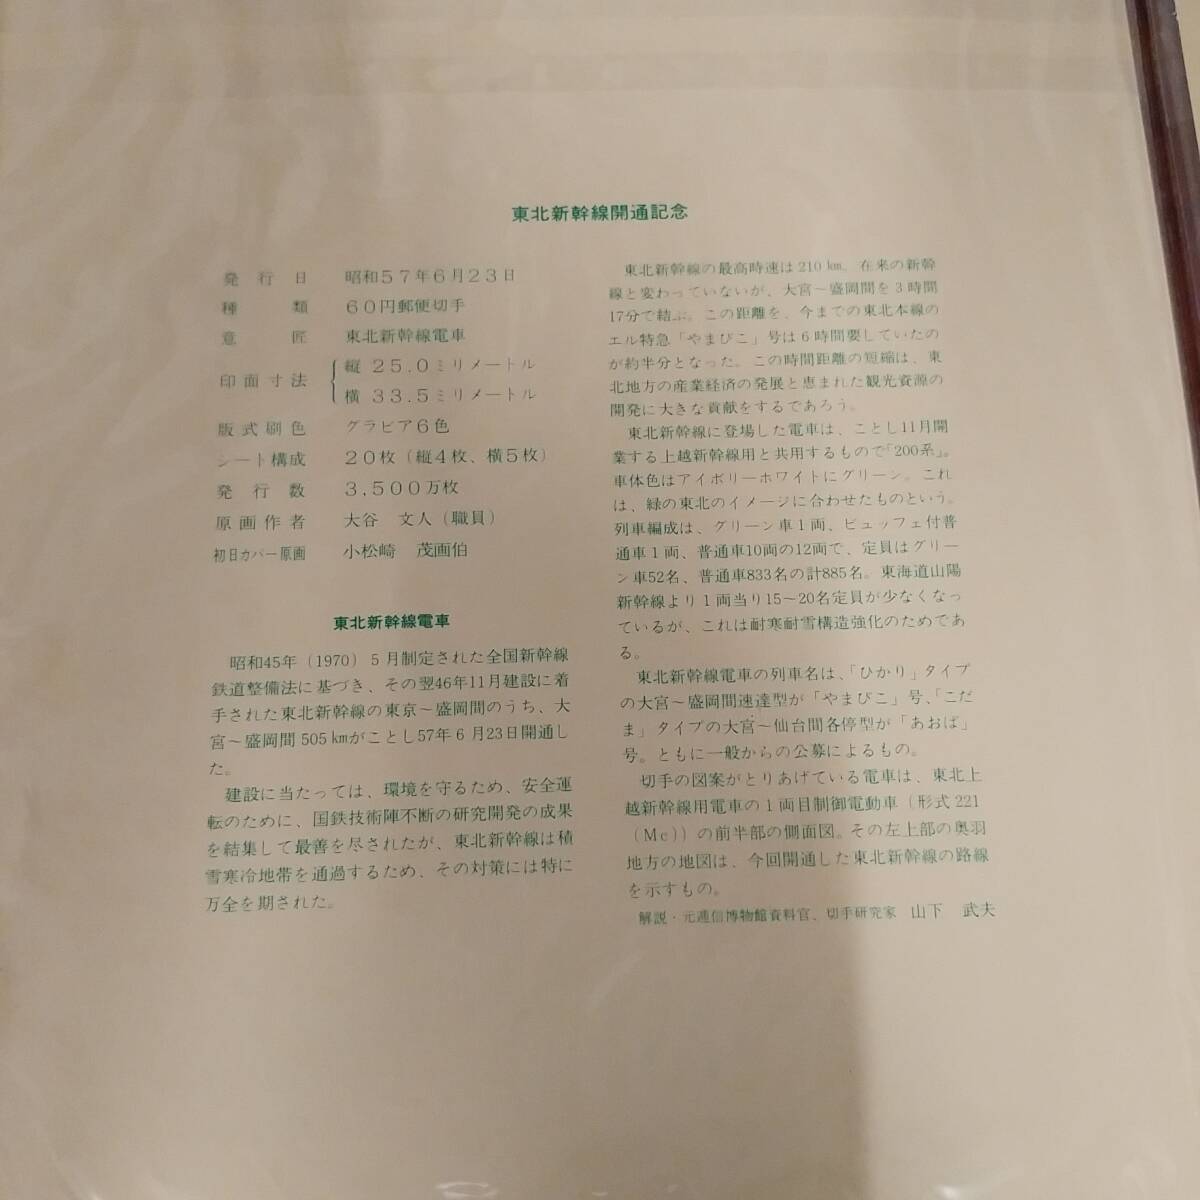 東北新幹線開通記念
発行日 昭和57年6月23日
種類 60円郵便切手
意匠 東北新幹線電車
印面寸法 縦 25.0ミリメートル
横 33.5ミリメートル
版式刷色 グラビア6色
シート構成 20枚(縦4枚、横5枚)
発行数 3,500万枚
原画作者 大谷 文人(職員)
初日カバー原画 小松崎 茂画伯
東北新幹線電車
昭和45年(1970)5月制定された全国新幹線
鉄道整備法に基づき、その翌46年11月建設に着
手された東北新幹線の東京～盛岡間のうち、大
宮～盛岡間505kmがことし57年6月23日開通し
た。
建設に当たっては、環境を守るため、安全運
転のために、国鉄技術陣不断の研究開発の成果
を結集して最善を尽されたが、東北新幹線は積
雪寒冷地帯を通過するため、その対策には特に
万全を期された。
東北新幹線の最高時速は210km、在来の新幹
線と変わっていないが、大宮～盛岡間を3時間
17分で結ぶ。この距離を、今までの東北本線の
エル特急「やまびこ」号は6時間要していたの
が約半分となった。この時間距離の短縮は、東
北地方の産業経済の発展と恵まれた観光資源の
開発に大きな貢献をするであろう。
東北新幹線に登場した電車は、ことし11月開
業する上越新幹線用と共用するもので「200系」。
車体色はアイボリーホワイトにグリーン。これ
は、緑の東北のイメージに合わせたものという。
列車編成は、グリーン車1両、ビュッフェ付普
通車1両、普通車10両の12両で、定員はグリー
ン車52名、普通車833名の計885名。東海道山陽
新幹線より1両当り15～20名定員が少なくなっ
ているが、これは耐寒耐雪構造強化のためであ
る。
東北新幹線電車の列車名は、「ひかり」タイプ
の大宮～盛岡間速達型が「やまびこ」号、「こだ
ま」タイプの大宮～仙台間各停型が「あおば」
号。ともに一般からの公募によるもの。
切手の図案がとりあげている電車は、東北上
越新幹線用電車の1両目制御電動車(形式221
(Mc))の前半部の側面図。その左上部の奥羽
地方の地図は、今回開通した東北新幹線の路線
を示すもの。
解説・元逓信博物館資料官、切手研究家 山下 武夫